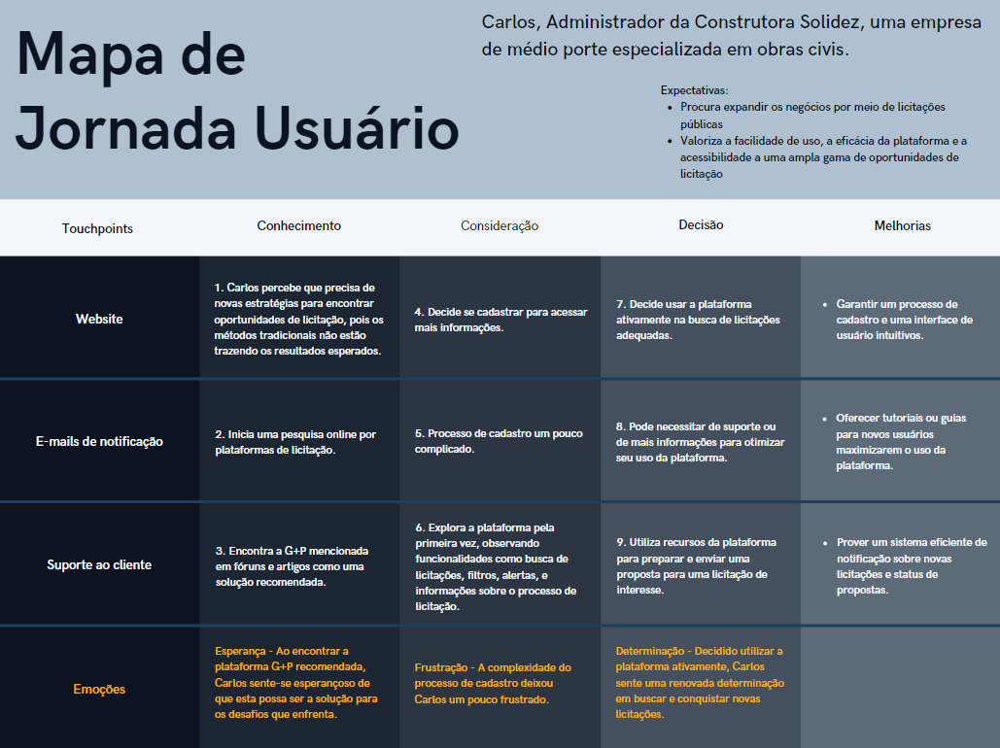 Mapa de
Jornada Usuário
Carlos, Administrador da Construtora Solidez, uma empresa
de médio porte especializada em obras civis.
Expectativas:
• Procura expandir os negócios por meio de licitações
públicas
• Valoriza a facilidade de uso, a eficácia da plataforma e a
acessibilidade a uma ampla gama de oportunidades de
licitação
Touchpoints
Conhecimento
Consideração
Decisão
Melhorias
Website
1. Carlos percebe que precisa de
novas estratégias para encontrar
oportunidades de licitação, pois os
métodos tradicionais não estão
trazendo os resultados esperados.
4. Decide se cadastrar para acessar
mais informações.
7. Decide usar a plataforma
ativamente na busca de licitações
adequadas.
• Garantir um processo de
cadastro e uma interface de
usuário intuitivos.
E-mails de notificação
2. Inicia uma pesquisa online por
plataformas de licitação.
5. Processo de cadastro um pouco
complicado.
8. Pode necessitar de suporte ou
de mais informações para otimizar
seu uso da plataforma.
• Oferecer tutoriais ou guias
para novos usuários
maximizarem o uso da
plataforma.
Suporte ao cliente
3. Encontra a G+P mencionada
em fóruns e artigos como uma
solução recomendada.
6. Explora a plataforma pela
primeira vez, observando
funcionalidades como busca de
licitações, filtros, alertas, e
informações sobre o processo de
licitação.
9. Utiliza recursos da plataforma
para preparar e enviar uma
proposta para uma licitação de
interesse.
• Prover um sistema eficiente de
notificação sobre novas
licitações e status de
propostas.
Emoções
Esperança - Ao encontrar a
plataforma G+P recomendada,
Carlos sente-se esperançoso de
que esta possa ser a solução para
os desafios que enfrenta.
Frustração - A complexidade do
processo de cadastro deixou
Carlos um pouco frustrado.
Determinação - Decidido utilizar a
plataforma ativamente, Carlos
sente uma renovada determinação
em buscar e conquistar novas
licitações.